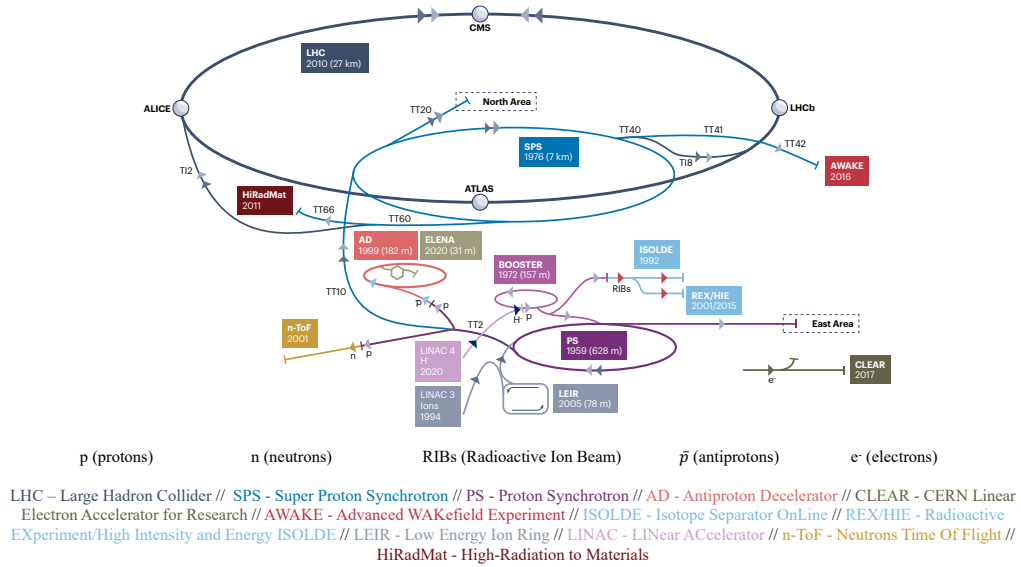 CMS
LHC
2010 (27 km)
ALICE
LHCb
TT20
North Area
TT40
TT41
TT42
SPS
1976 (7 km)
TI8
AWAKE
2016
TI2
HiRadMat
2011
ATLAS
TT66
TT60
AD
1999 (182 m)
ELENA
2020 (31 m)
ISOLDE
1992
BOOSTER
1972 (157 m)
RIBs
REX/HIE
2001/2015
TT10
p̄
p
H-
p
TT2
East Area
n-ToF
2001
n
p
PS
1959 (628 m)
LINAC 4
H-
2020
CLEAR
2017
e-
LINAC 3
Ions
1994
LEIR
2005 (78 m)
p (protons) n (neutrons) RIBs (Radioactive Ion Beam) p̄ (antiprotons) e- (electrons)
LHC – Large Hadron Collider // SPS - Super Proton Synchrotron // PS - Proton Synchrotron // AD - Antiproton Decelerator // CLEAR - CERN Linear
Electron Accelerator for Research // AWAKE - Advanced WAKefield Experiment // ISOLDE - Isotope Separator OnLine // REX/HIE - Radioactive
EXperiment/High Intensity and Energy ISOLDE // LEIR - Low Energy Ion Ring // LINAC - LINear ACcelerator // n-ToF - Neutrons Time Of Flight //
HiRadMat - High-Radiation to Materials